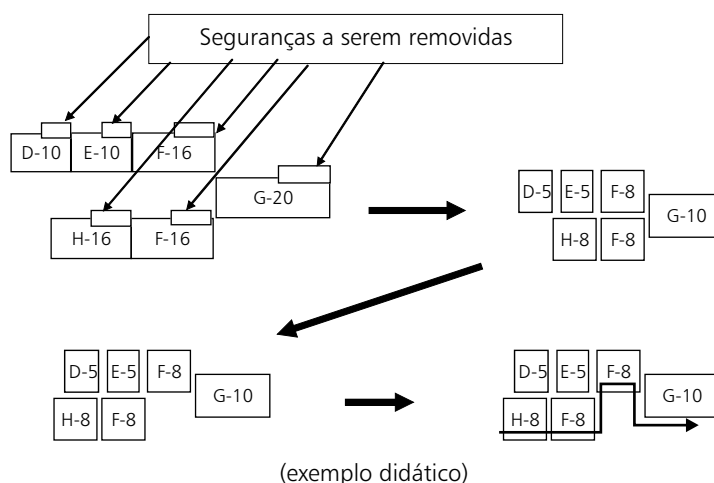 Seguranças a serem removidas
D-10 E-10 F-16
G-20
H-16 F-16
D-5 E-5 F-8
G-10
H-8 F-8
D-5 E-5 F-8
G-10
H-8 F-8
D-5 E-5 F-8
G-10
H-8 F-8
(exemplo didático)